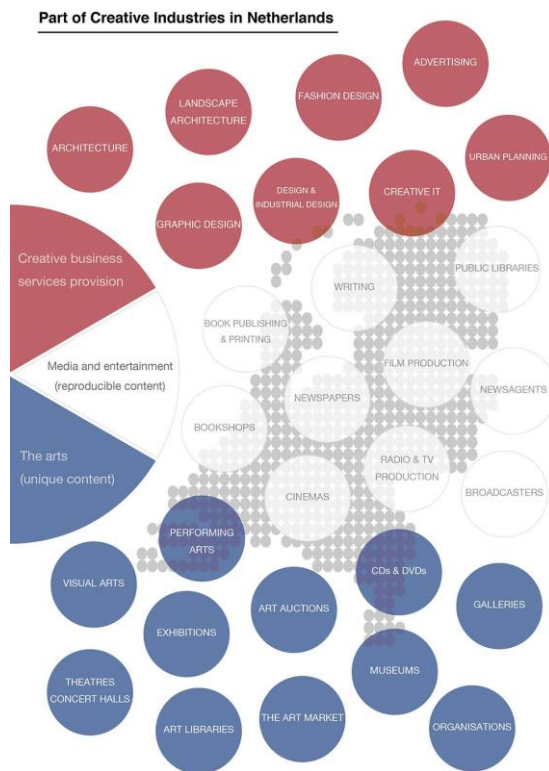 Part of Creative Industries in Netherlands
ADVERTISING
FASHION DESIGN
LANDSCAPE
ARCHITECTURE
ARCHITECTURE
URBAN PLANNING
CREATIVE IT
DESIGN &
INDUSTRIAL DESIGN
GRAPHIC DESIGN
Creative business
services provision
PUBLIC LIBRARIES
WRITING
BOOK PUBLISHING
& PRINTING
Media and entertainment
(reproducible content)
FILM PRODUCTION
NEWSPAPERS
NEWSAGENTS
BOOKSHOPS
The arts
(unique content)
RADIO & TV
PRODUCTION
CINEMAS
BROADCASTERS
PERFORMING
ARTS
CDs & DVDs
VISUAL ARTS
ART AUCTIONS
GALLERIES
EXHIBITIONS
MUSEUMS
THEATRES
CONCERT HALLS
THE ART MARKET
ART LIBRARIES
ORGANISATIONS